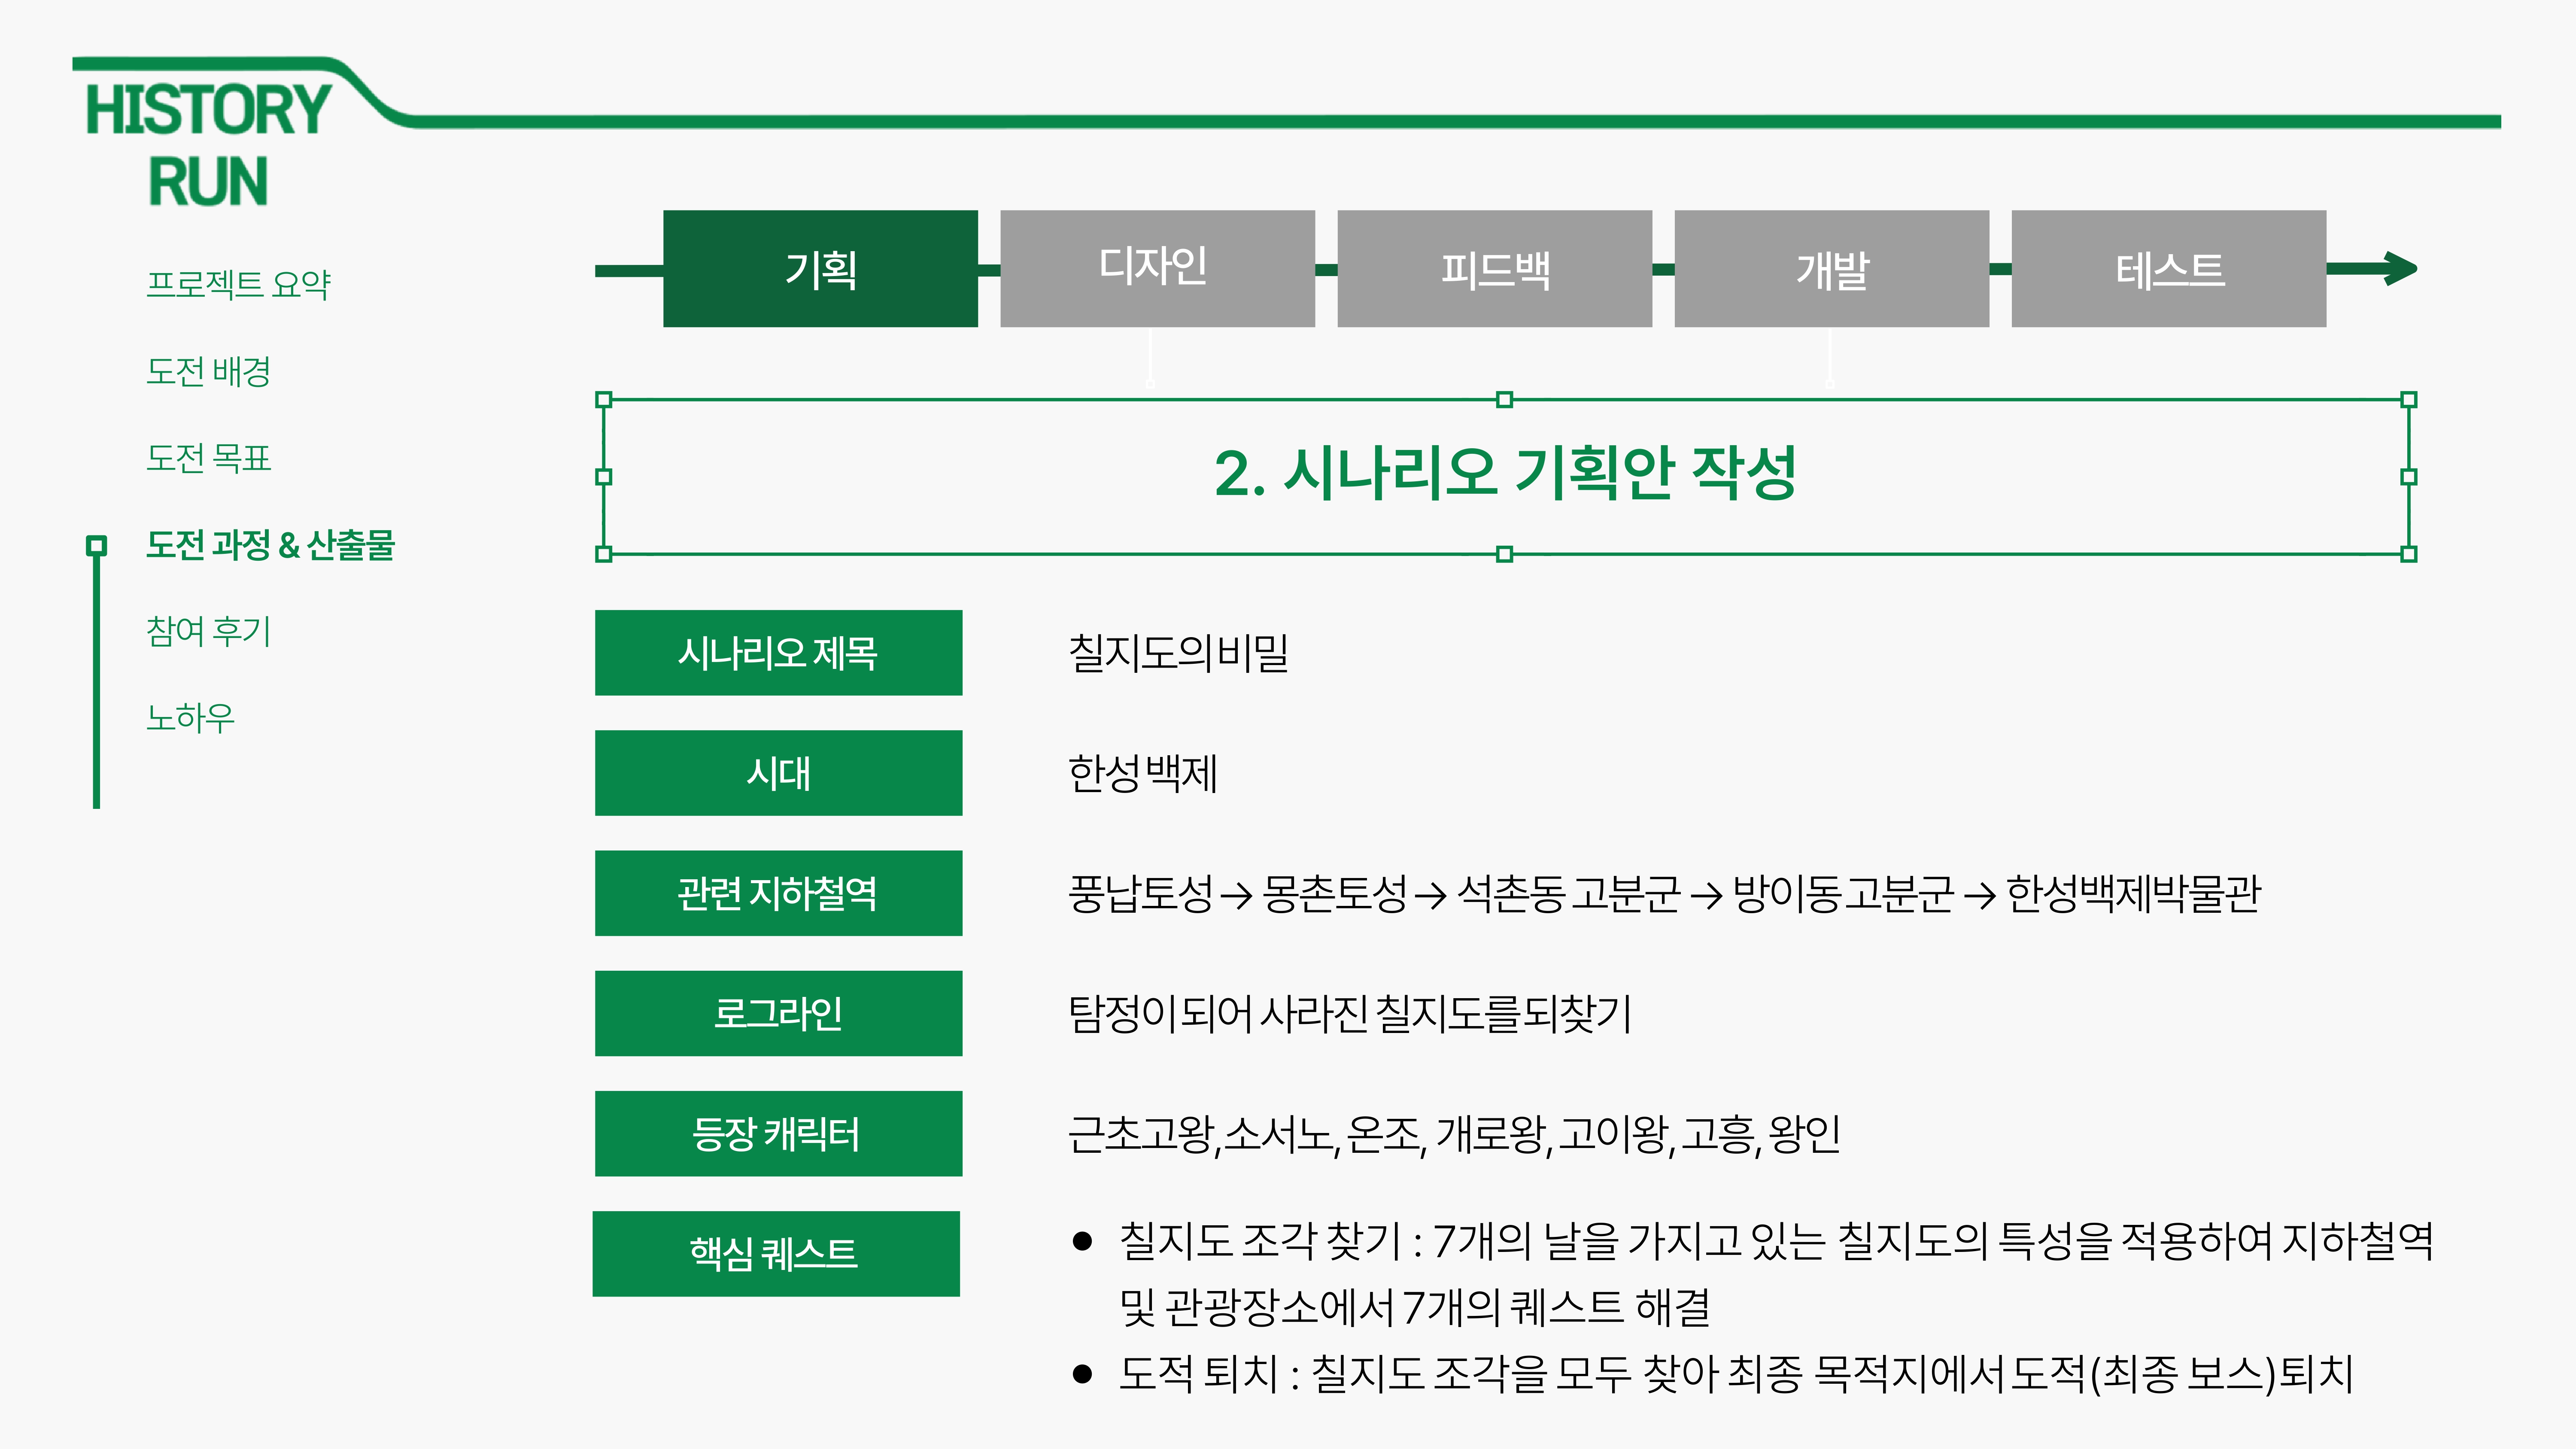 HISTORY
RUN
프로젝트 요약
도전 배경
도전 목표
도전 과정 & 산출물
참여 후기
노하우
기획
디자인
피드백
개발
테스트
2. 시나리오 기획안 작성
시나리오 제목
칠지도의 비밀
시대
한성 백제
관련 지하철역
풍납토성 → 몽촌토성 → 석촌동 고분군 → 방이동 고분군 → 한성백제박물관
로그라인
탐정이 되어 사라진 칠지도를 되찾기
등장 캐릭터
근초고왕, 소서노, 온조, 개로왕, 고이왕, 고흥, 왕인
핵심 퀘스트
● 칠지도 조각 찾기 : 7개의 날을 가지고 있는 칠지도의 특성을 적용하여 지하철역
및 관광장소에서 7개의 퀘스트 해결
● 도적 퇴치 : 칠지도 조각을 모두 찾아 최종 목적지에서 도적(최종 보스)퇴치